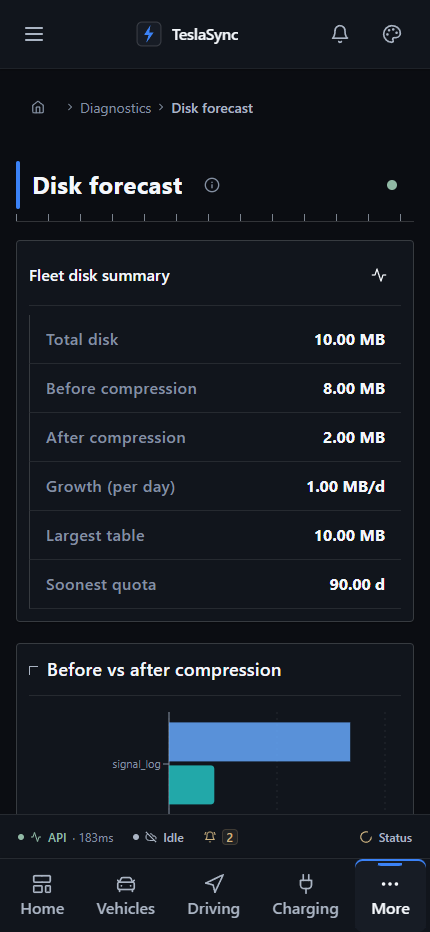 TeslaSync
Diagnostics Disk forecast
Disk forecast
Fleet disk summary
Total disk 10.00 MB
Before compression 8.00 MB
After compression 2.00 MB
Growth (per day) 1.00 MB/d
Largest table 10.00 MB
Soonest quota 90.00 d
Before vs after compression
signal_log
API · 183ms Idle 2 Status
Home Vehicles Driving Charging More